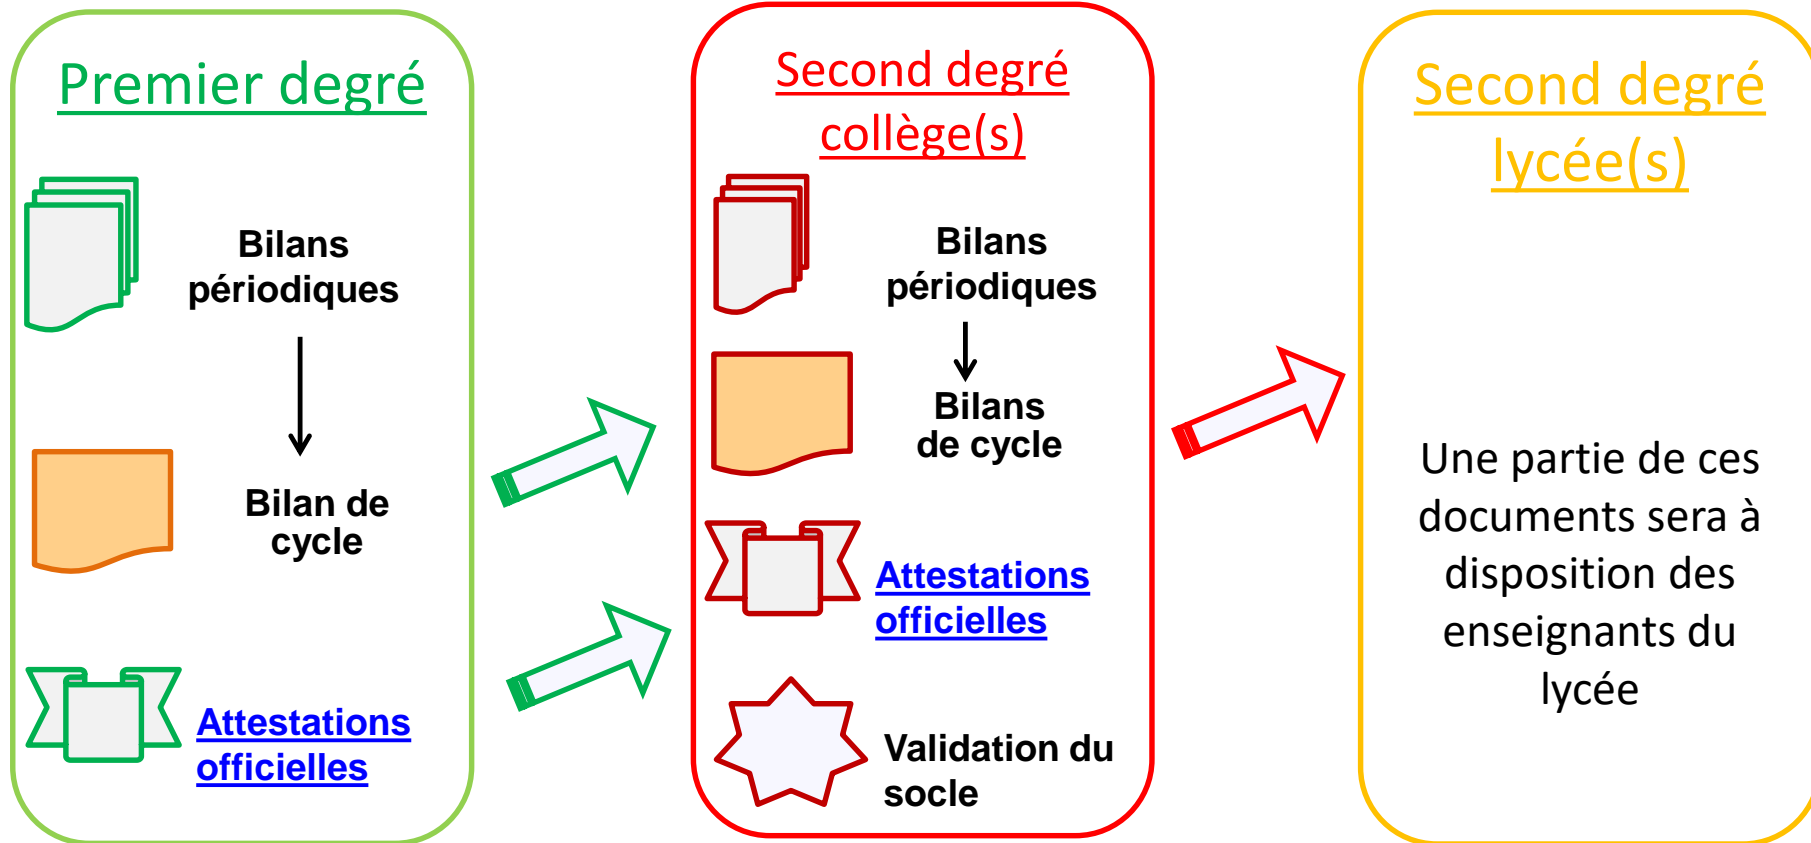 Premier degré
Bilans
périodiques
Bilan de
cycle
Attestations
officielles
Second degré
collège(s)
Bilans
périodiques
Bilans
de cycle
Attestations
officielles
Validation du
socle
Second degré
lycée(s)
Une partie de ces
documents sera à
disposition des
enseignants du
lycée